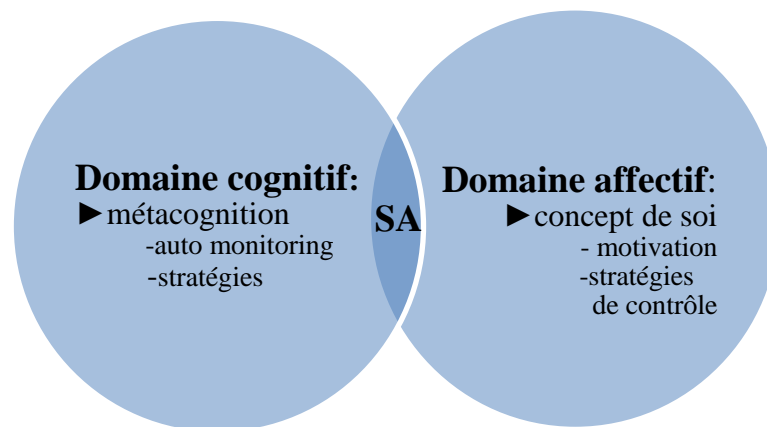 Domaine cognitif:
►métacognition
-auto monitoring
-stratégies
SA
Domaine affectif:
►concept de soi
- motivation
-stratégies
de contrôle